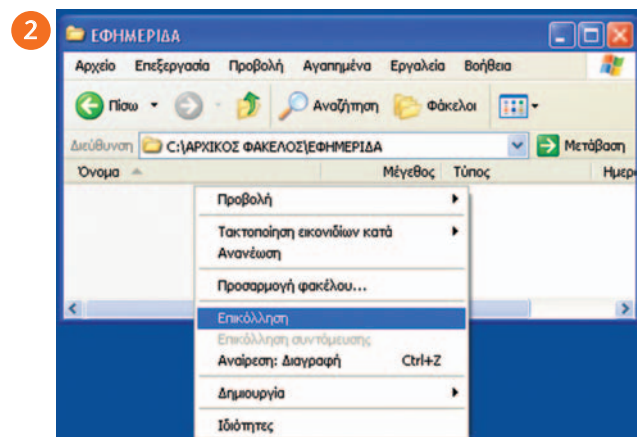 2
ΕΦΗΜΕΡΙΔΑ
Αρχείο Επεξεργασία Προβολή Αγαπημένα Εργαλεία Βοήθεια
Πίσω Αναζήτηση Φάκελοι
Διεύθυνση C:\ΑΡΧΙΚΟΣ ΦΑΚΕΛΟΣ\ΕΦΗΜΕΡΙΔΑ Μετάβαση
Όνομα Μέγεθος Τύπος Ημερ
Προβολή
Τακτοποίηση εικονιδίων κατά
Ανανέωση
Προσαρμογή φακέλου...
Επικόλληση
Επικόλληση συντόμευσης
Αναίρεση: Διαγραφή Ctrl+Z
Δημιουργία
Ιδιότητες